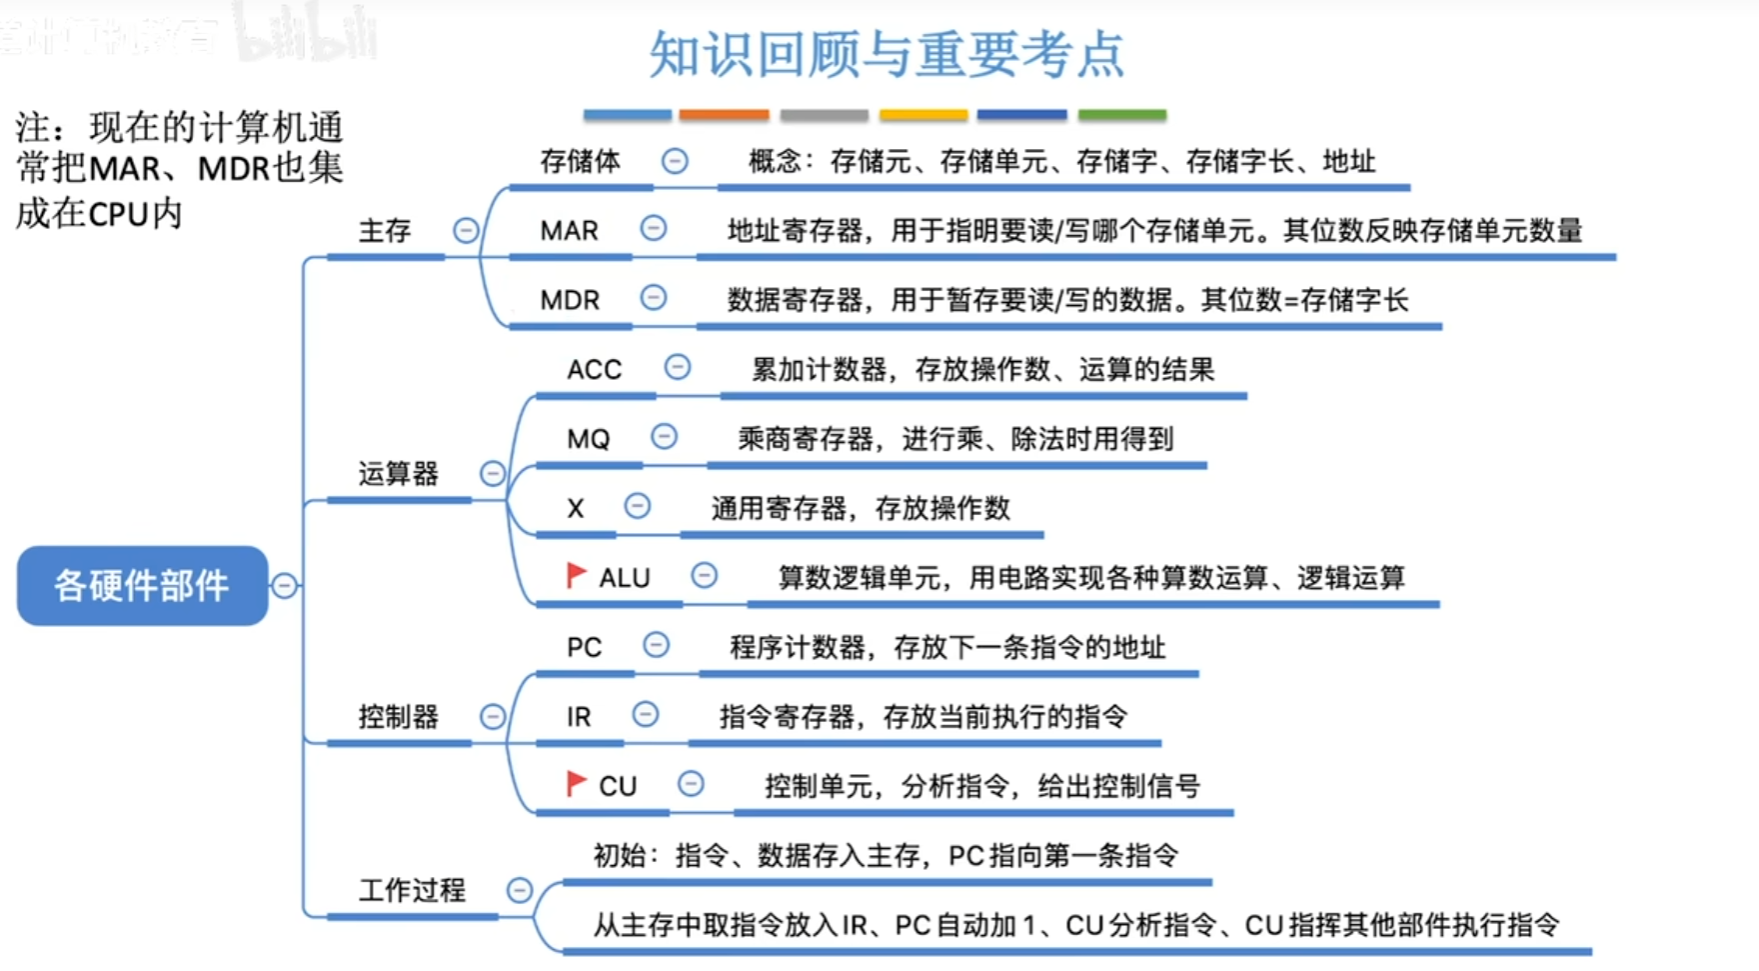 bilibili
知识回顾与重要考点
注：现在的计算机通
常把MAR、MDR也集
成在CPU内
各硬件部件
主存
存储体
概念：存储元、存储单元、存储字、存储字长、地址
MAR
地址寄存器，用于指明要读/写哪个存储单元。其位数反映存储单元数量
MDR
数据寄存器，用于暂存要读/写的数据。其位数=存储字长
运算器
ACC
累加计数器，存放操作数、运算的结果
MQ
乘商寄存器，进行乘、除法时用得到
X
通用寄存器，存放操作数
ALU
算数逻辑单元，用电路实现各种算数运算、逻辑运算
控制器
PC
程序计数器，存放下一条指令的地址
IR
指令寄存器，存放当前执行的指令
CU
控制单元，分析指令，给出控制信号
工作过程
初始：指令、数据存入主存，PC指向第一条指令
从主存中取指令放入IR、PC自动加1、CU分析指令、CU指挥其他部件执行指令